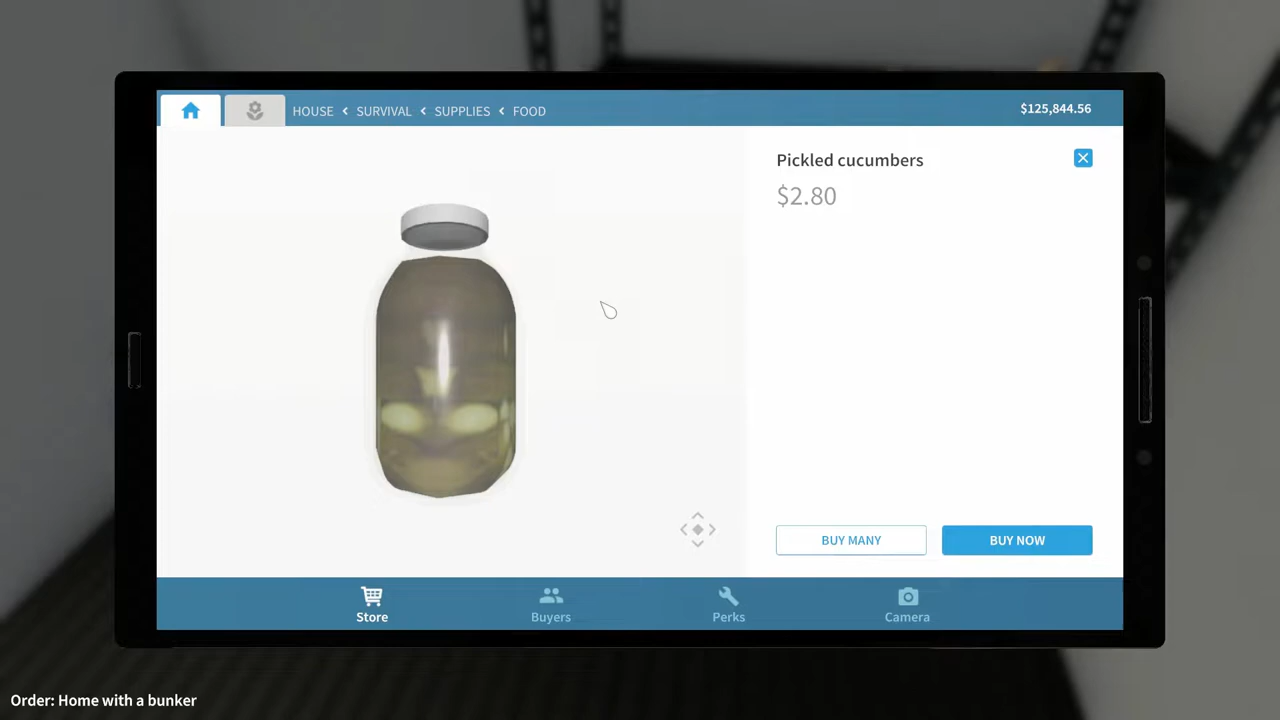 HOUSE < SURVIVAL < SUPPLIES < FOOD
$125,844.56
Pickled cucumbers
$2.80
BUY MANY
BUY NOW
Store
Buyers
Perks
Camera
Order: Home with a bunker